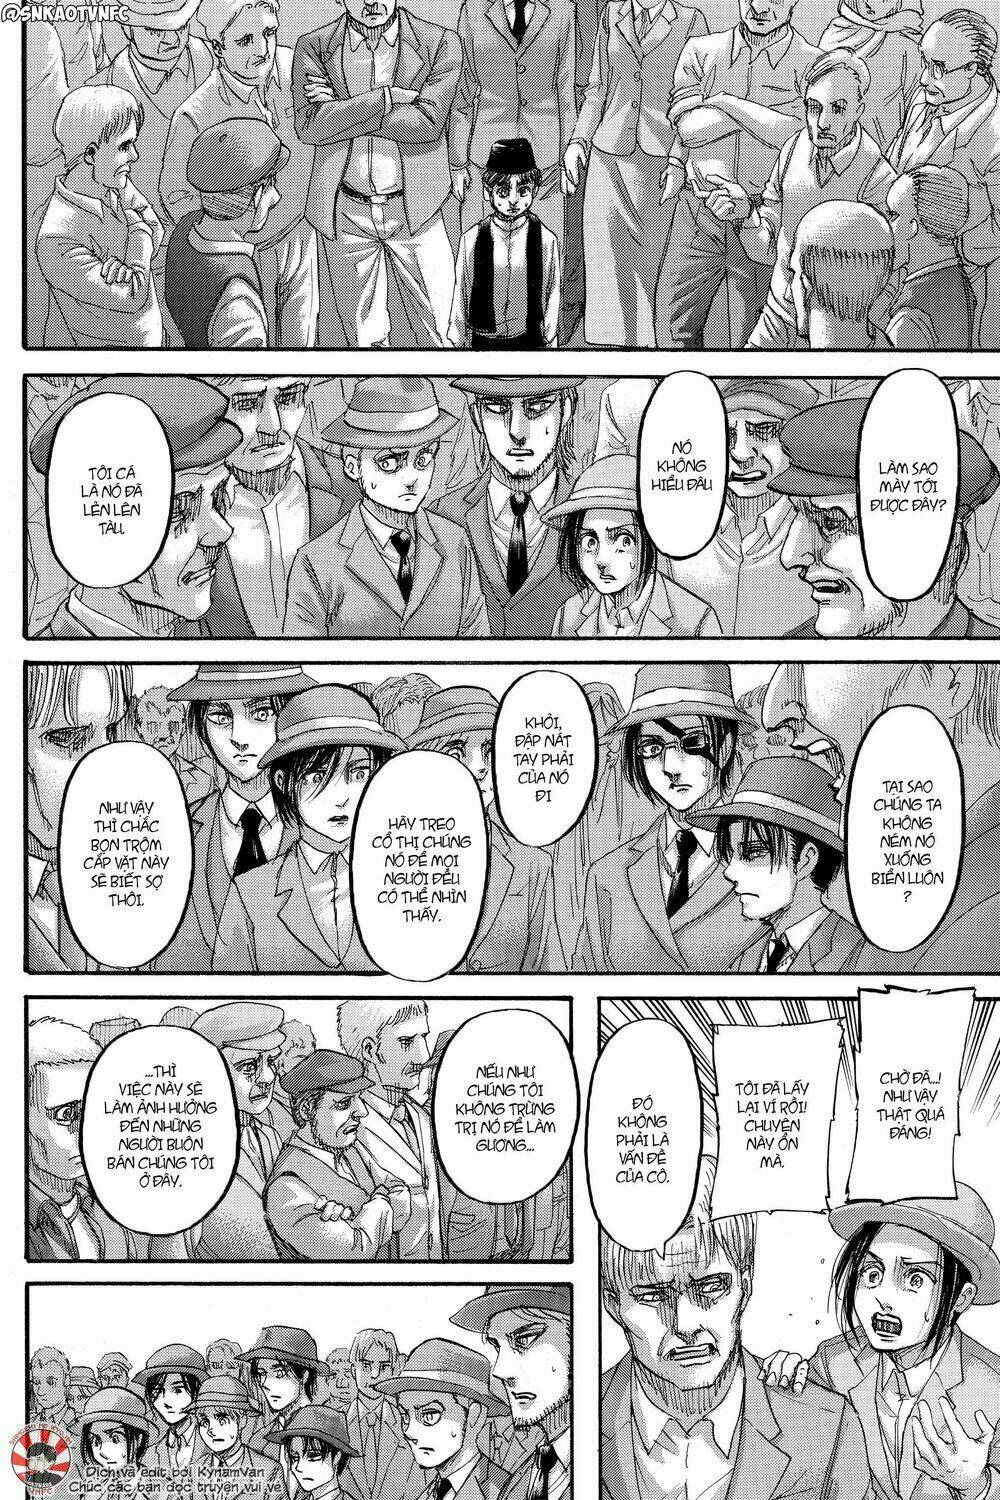 @SNKAOTVNFC
LÀM SAO
MÀY TỚI
ĐƯỢC ĐÂY?
NÓ
KHÔNG
HIỂU ĐÂU
TÔI CÁ
LÀ NÓ ĐÃ
LẺN LÊN
TÀU.
TẠI SAO
CHÚNG TA
KHÔNG
NÉM NÓ
XUỐNG
BIỂN LUÔN
?
KHỎI,
ĐẬP NÁT
TAY PHẢI
CỦA NÓ
ĐI
HÃY TREO
CỔ THỊ CHÚNG
NÓ ĐỂ MỌI
NGƯỜI ĐỀU
CÓ THỂ NHÌN
THẤY.
NHƯ VẬY
THÌ CHẮC
BỌN TRỘM
CẮP VẶT NÀY
SẼ BIẾT SỢ
THÔI.
CHỜ ĐÃ...!
NHƯ VẬY
THẬT QUÁ
ĐÁNG!
TÔI ĐÃ LẤY
LẠI VÍ RỒI!
CHUYỆN
NÀY ỔN
MÀ.
ĐÓ
KHÔNG
PHẢI LÀ
VẤN ĐỀ
CỦA CÔ.
NẾU NHƯ
CHÚNG TÔI
KHÔNG TRỪNG
TRỊ NÓ ĐỂ LÀM
GƯƠNG...
...THÌ
VIỆC NÀY SẼ
LÀM ẢNH HƯỞNG
ĐẾN NHỮNG
NGƯỜI BUÔN
BÁN CHÚNG TÔI
Ở ĐÂY.
VNFC
Dịch và edit bởi KynamVan
Chúc các bạn đọc truyện vui vẻ